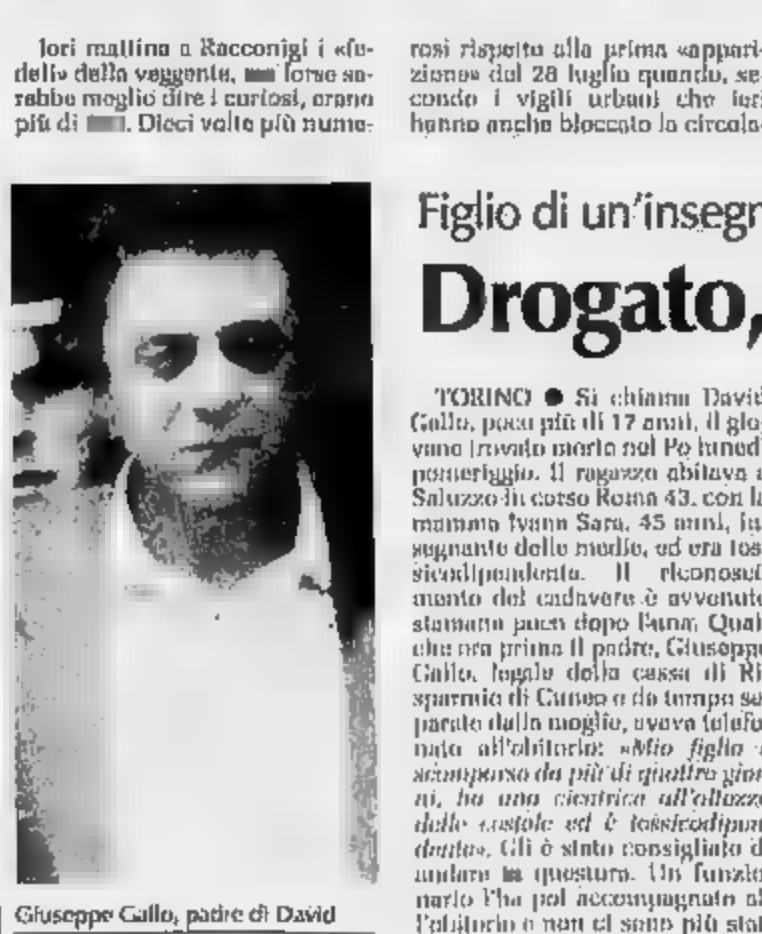 Ieri mattina a Racconigi i «fe-
deli» della veggente, forse sa-
rebbe meglio dire i curiosi, erano
più di . Dieci volte più nume-
rosi rispetto alla prima «appari-
zione» del 28 luglio quando, se-
condo i vigili urbani che ieri
hanno anche bloccato la circola-
Figlio di un'insegn
Drogato,
TORINO ● Si chiama David
Gallo, poco più di 17 anni, il gio-
vane trovato morto nel Po lunedì
pomeriggio. Il ragazzo abitava a
Saluzzo in corso Roma 43, con la
mamma Ivana Sara, 45 anni, in-
segnante delle medie, ed era tos-
sicodipendente. Il riconosci
mento del cadavere è avvenuto
stamane poco dopo l'una. Qual
che ora prima il padre, Giuseppe
Gallo, legale della cassa di Ri
sparmio di Cuneo e da tempo se
parato dalla moglie, aveva telefo
nato all'obitorio: «Mio figlio è
scomparso da più di quattro gior
ni, ha una cicatrice all'altezza
delle costole ed è tossicodipen
dente». Gli è stato consigliato d
andare in questura. Un funzio
nario l'ha poi accompagnato al
l'obitorio e non ci sono più stat
Giuseppe Gallo, padre di David